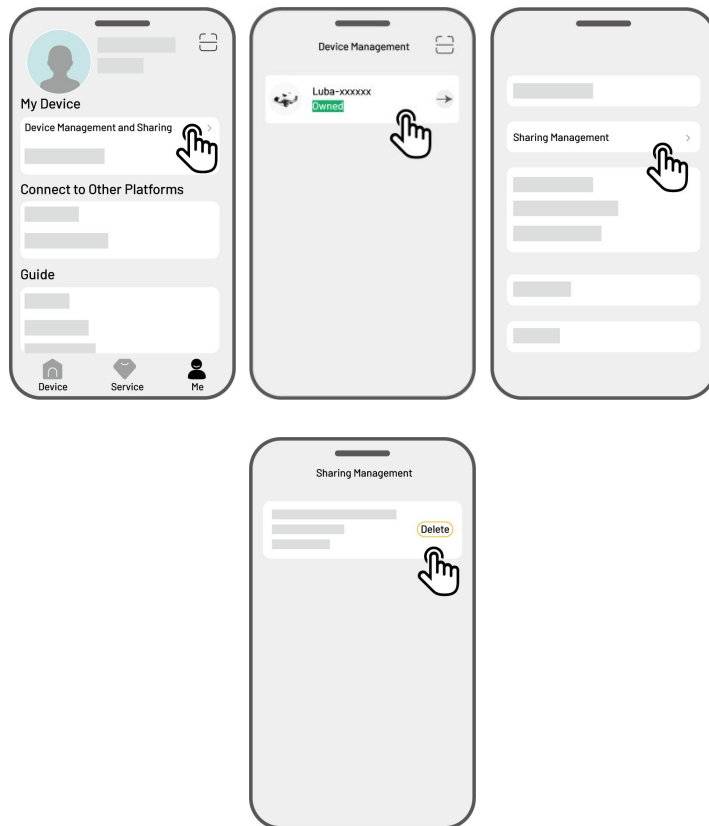 My Device
Device Management and Sharing
Connect to Other Platforms
Guide
Device Service Me
Device Management
Luba-xxxxxx
Owned
Sharing Management
Sharing Management
Delete